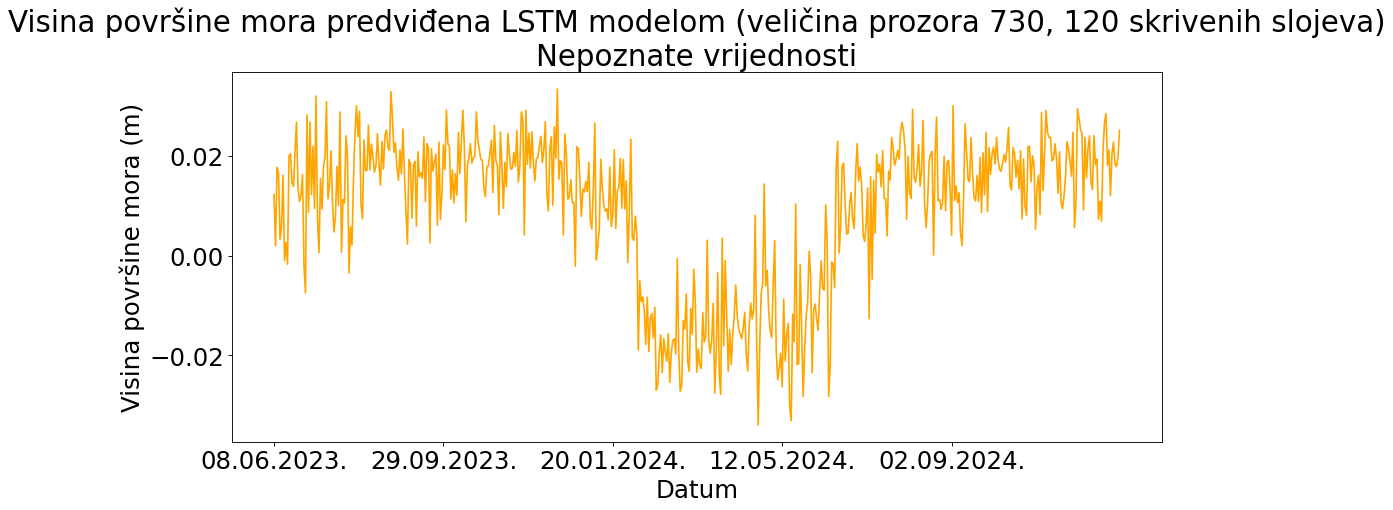 Visina površine mora predviđena LSTM modelom (veličina prozora 730, 120 skrivenih slojeva)
Nepoznate vrijednosti
Visina površine mora (m)
0.02
0.00
−0.02
08.06.2023. 29.09.2023. 20.01.2024. 12.05.2024. 02.09.2024.
Datum